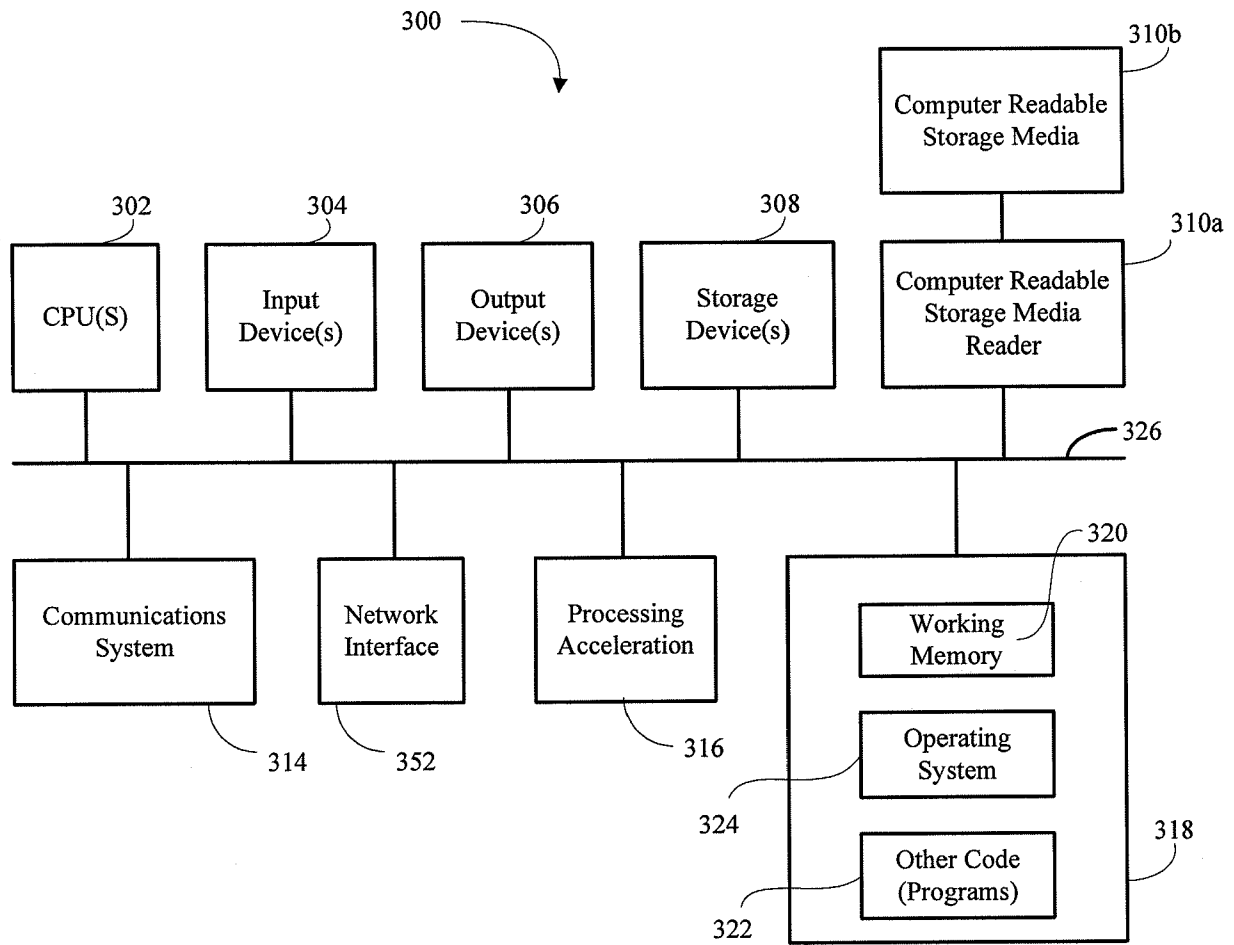 300
310b
Computer Readable
Storage Media
302
304
306
308
310a
CPU(S)
Input
Device(s)
Output
Device(s)
Storage
Device(s)
Computer Readable
Storage Media
Reader
326
320
Communications
System
Network
Interface
Processing
Acceleration
Working
Memory
314
352
316
Operating
System
324
318
Other Code
(Programs)
322